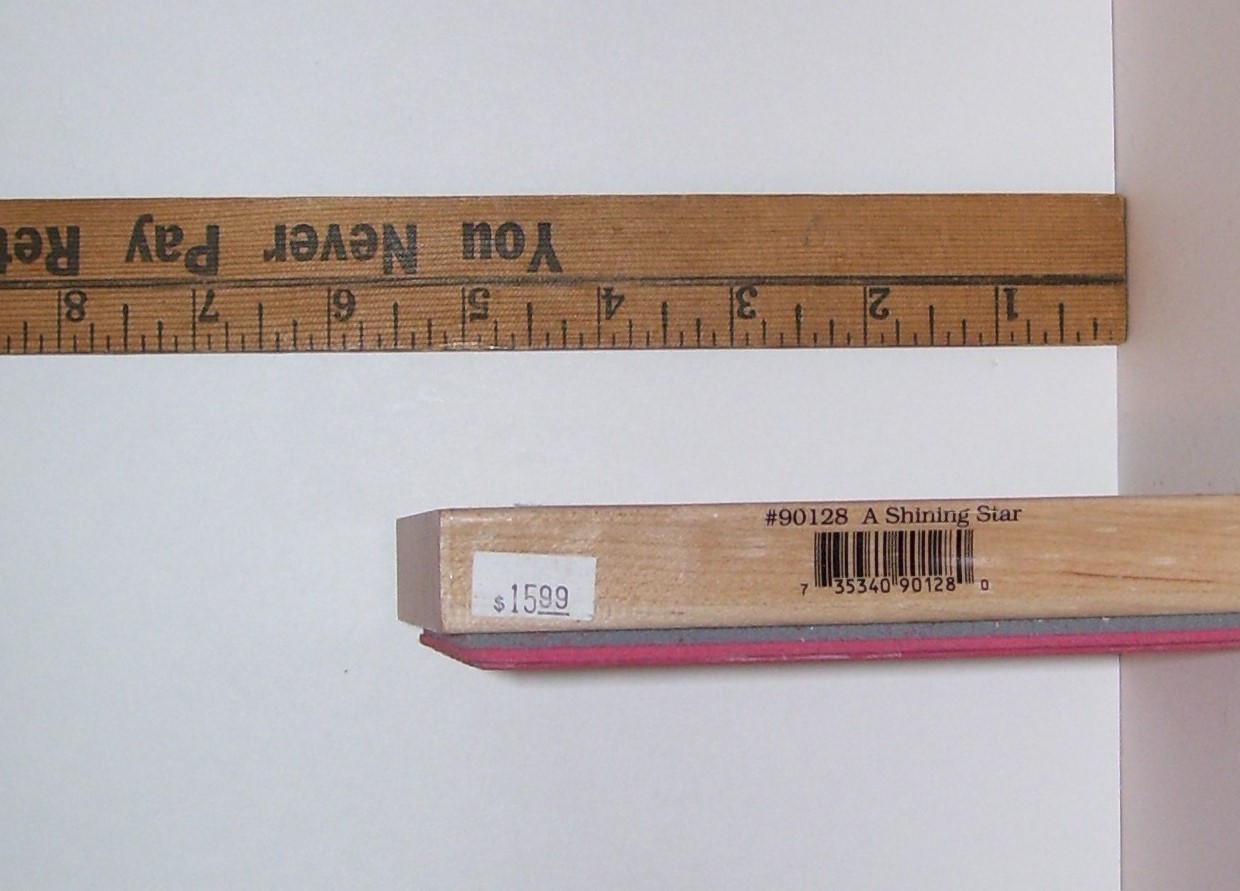 You Never Pay Ret
1 2 3 4 5 6 7 8
#90128 A Shining Star
7 35340 90128 0
$1599